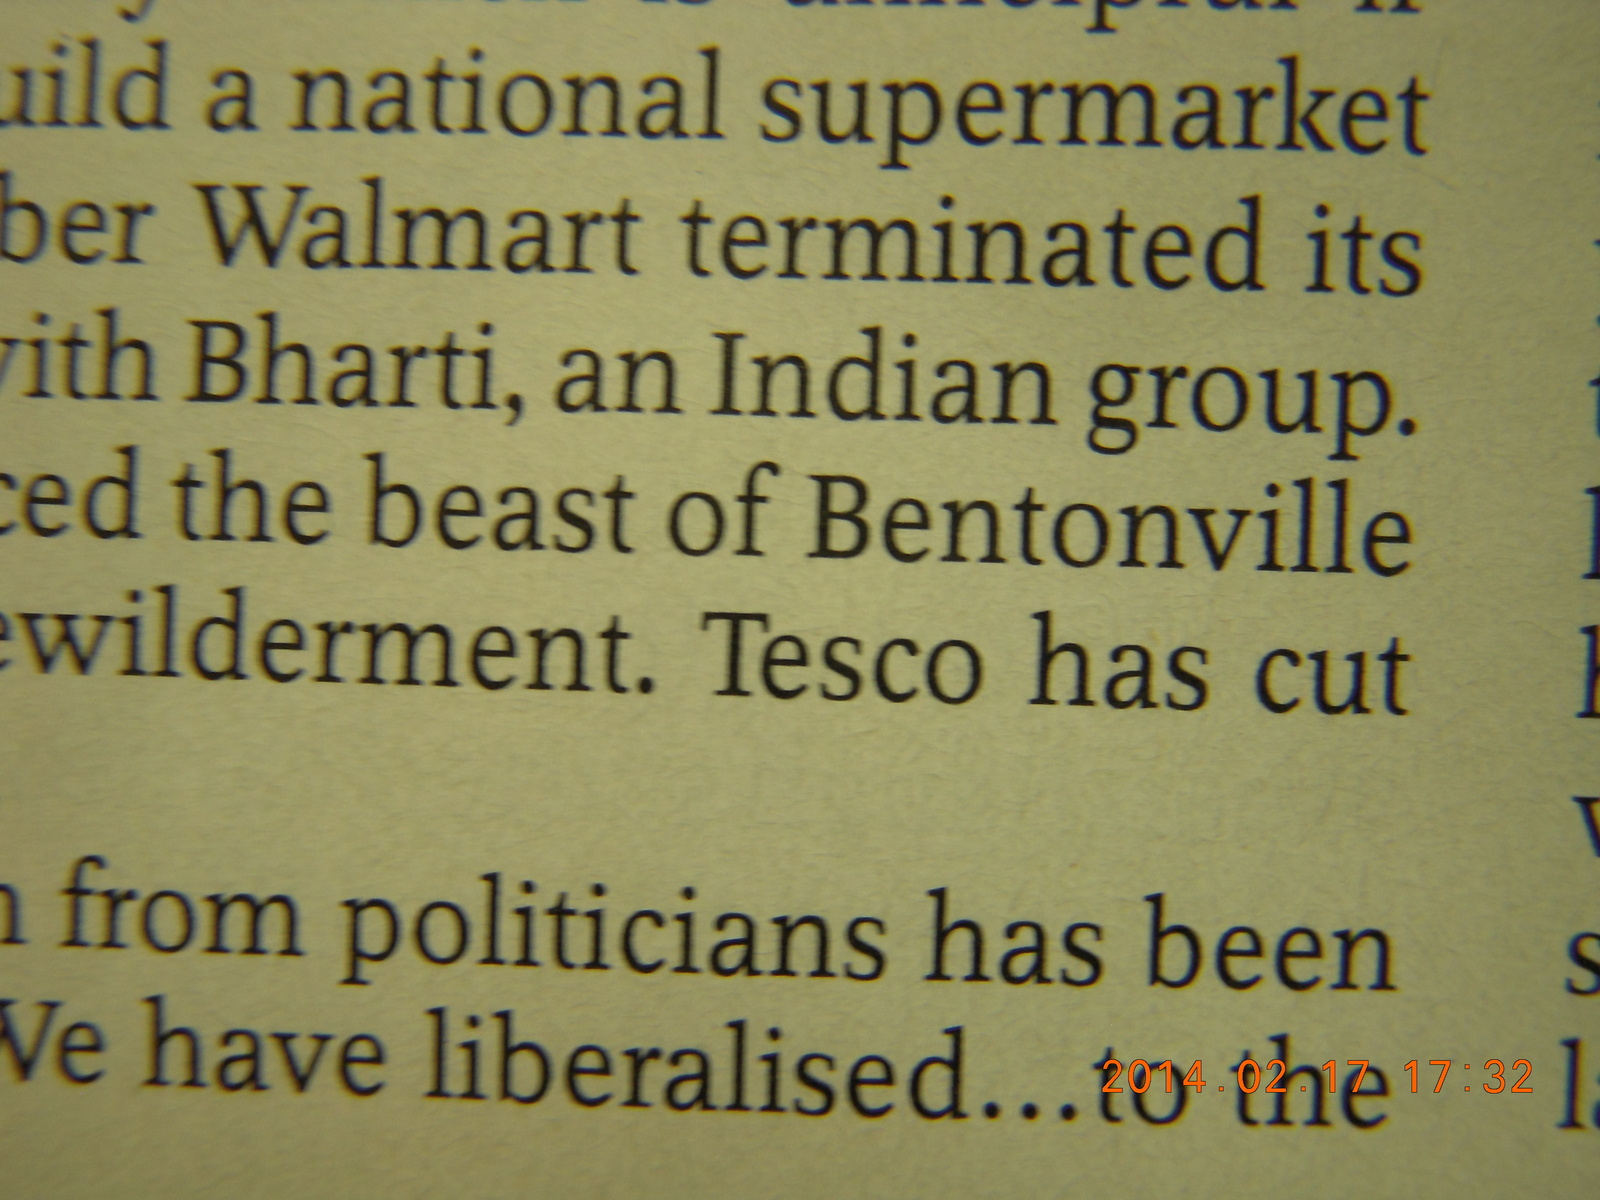 uild a national supermarket
ber Walmart terminated its
with Bharti, an Indian group.
ced the beast of Bentonville
ewilderment. Tesco has cut
from politicians has been
We have liberalised...to the
2014.02.17 17:32